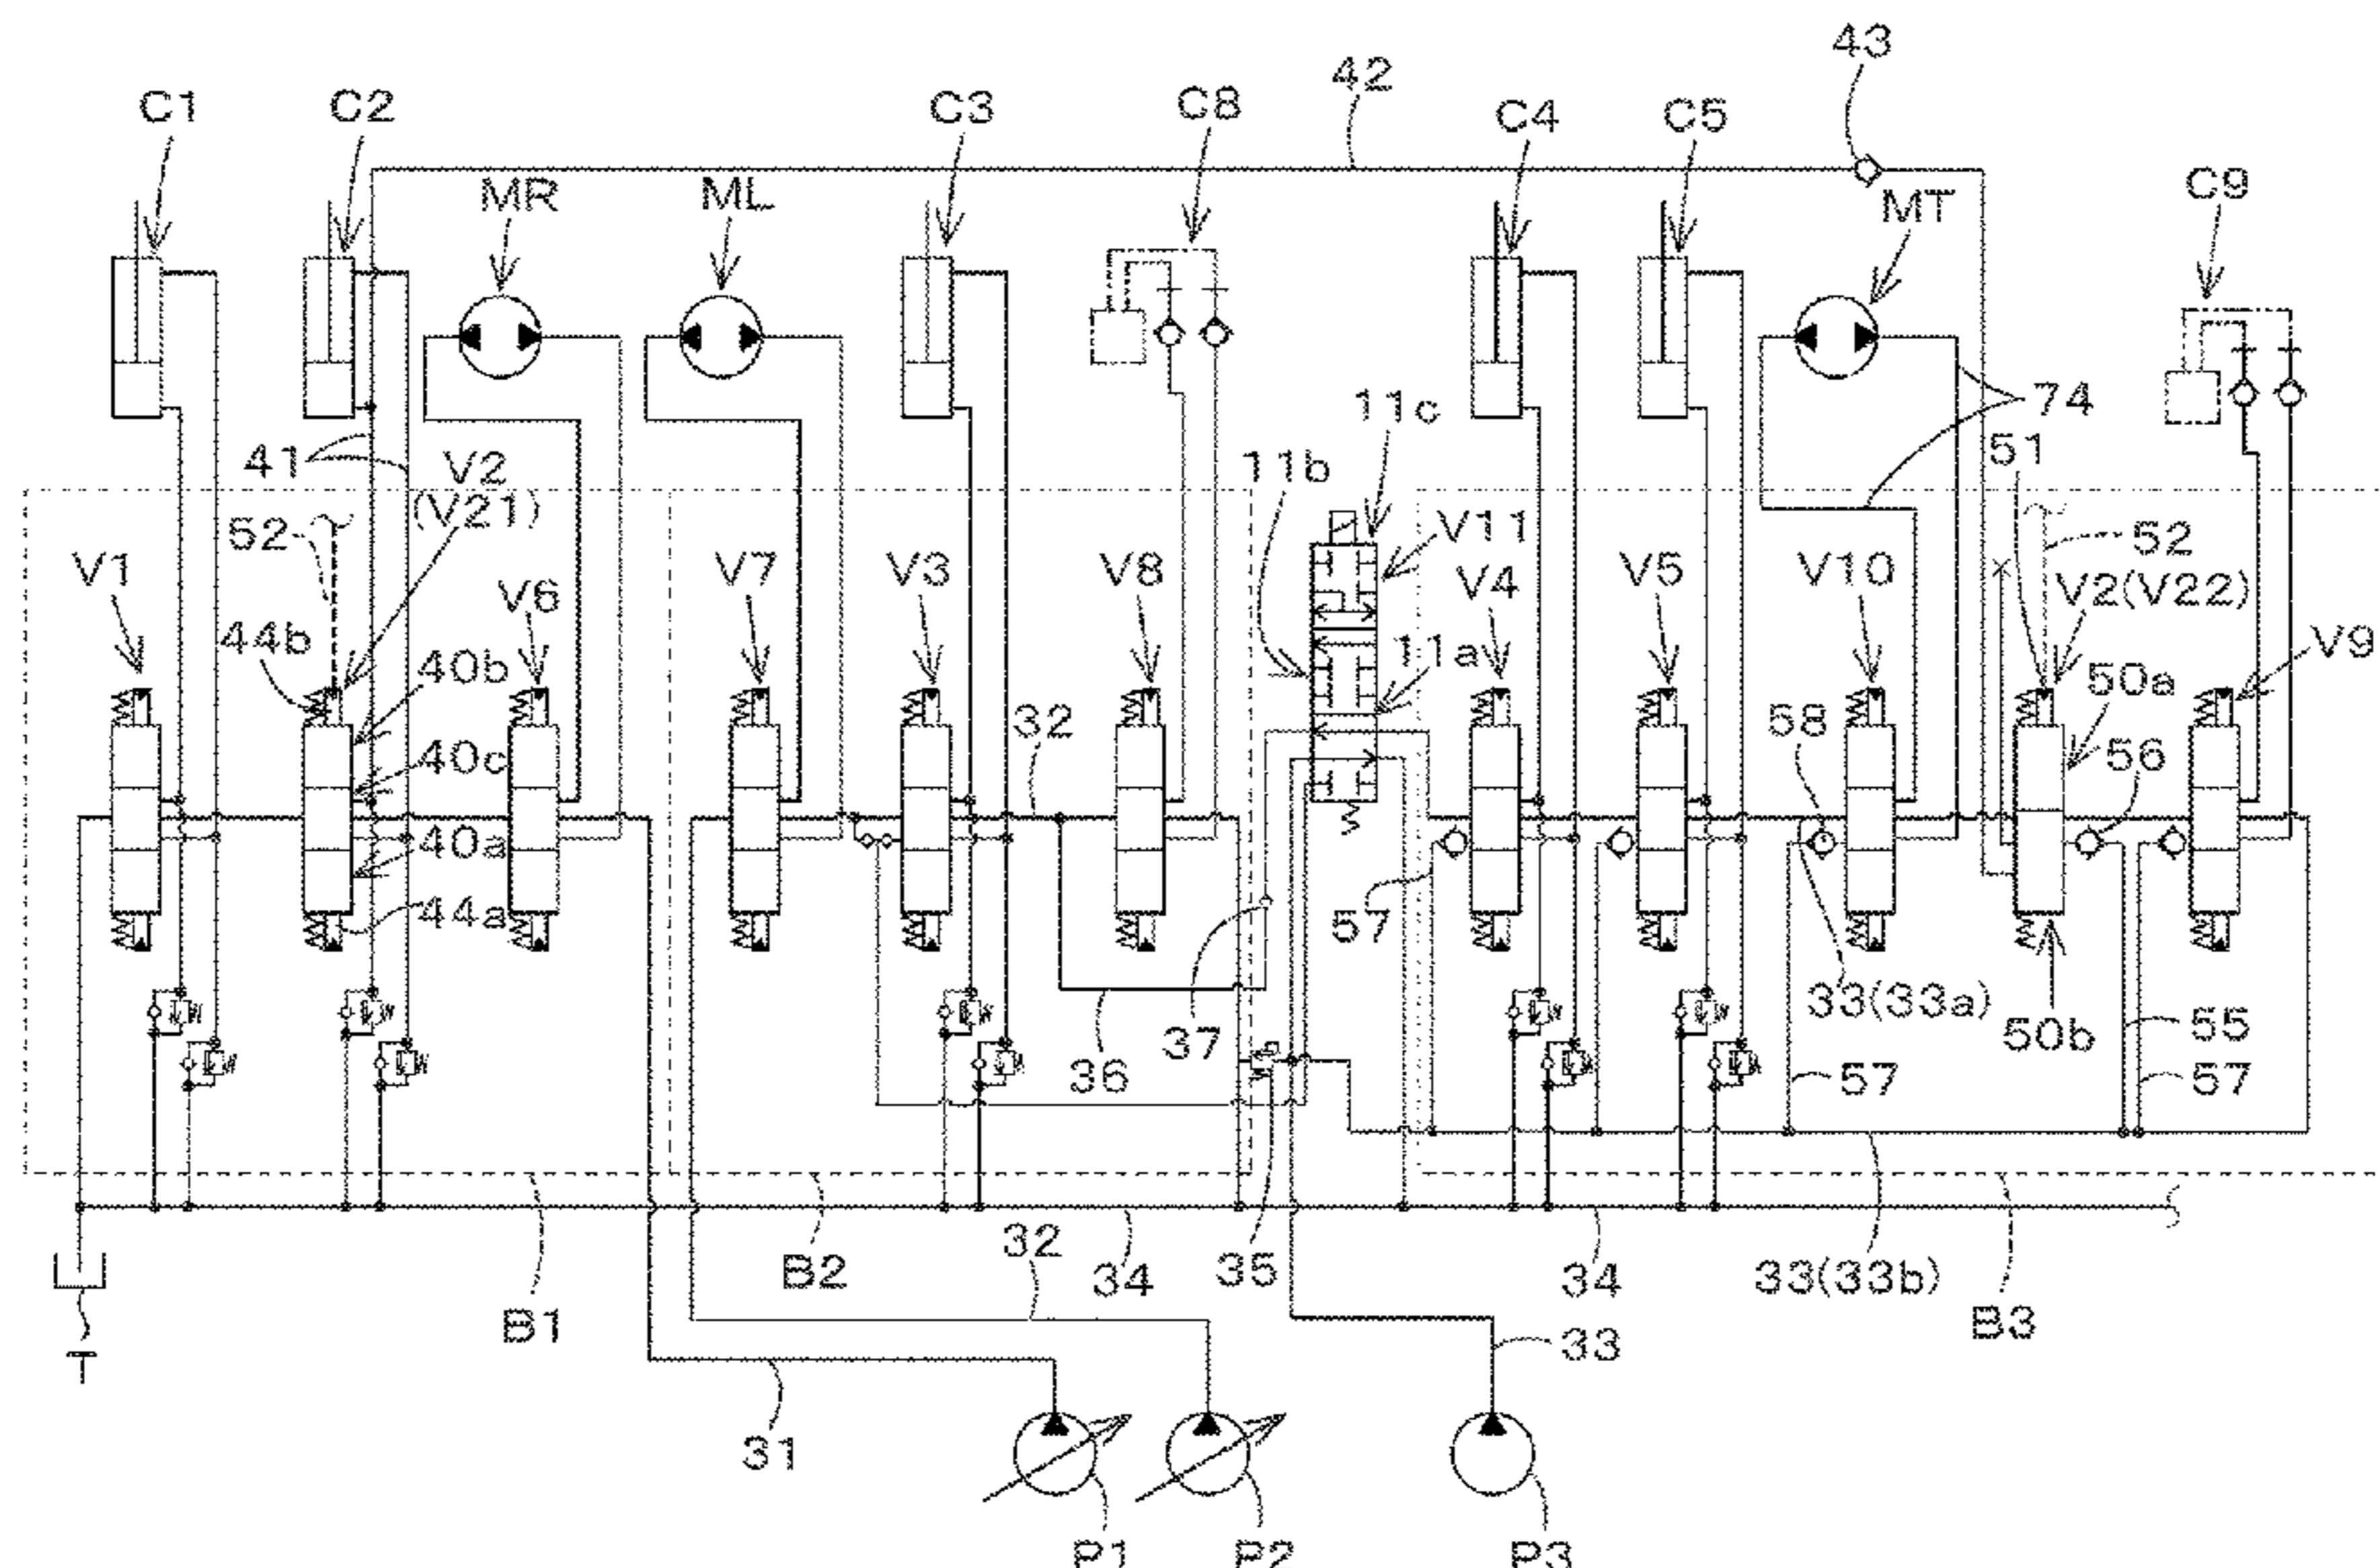 43
42
C1
C2
C3
C8
C4
C5
MR
ML
MT
C9
11c
74
41
V2
(V21)
11b
51
52
V11
52
V1
V6
V7
V3
V8
V4
V5
V10
V2(V22)
44b
40b
11a
V9
50a
32
58
56
40c
40a
44a
57
33(33a)
37
50b
55
36
57
57
32
34
35
B2
34
33(33b)
B1
B3
33
T
31
P1
P2
P3